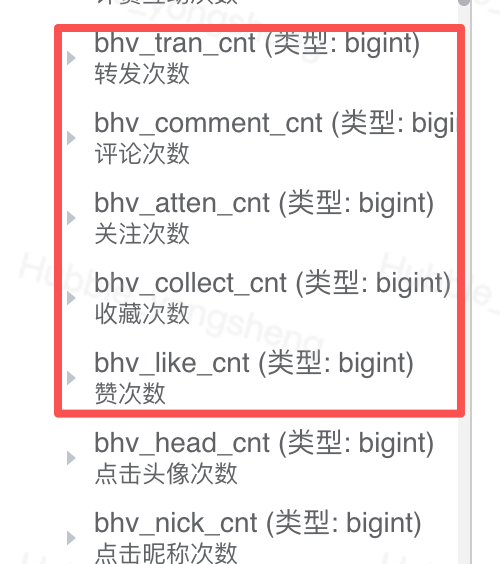 bhv_tran_cnt (类型: bigint)
转发次数
bhv_comment_cnt (类型: bigi
评论次数
bhv_atten_cnt (类型: bigint)
关注次数
bhv_collect_cnt (类型: bigint)
收藏次数
bhv_like_cnt (类型: bigint)
赞次数
bhv_head_cnt (类型: bigint)
点击头像次数
bhv_nick_cnt (类型: bigint)
点击昵称次数